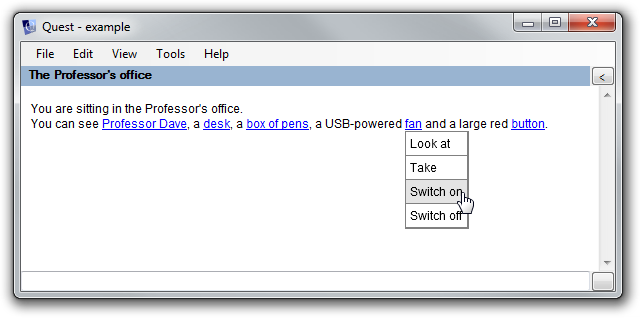 Quest - example
File Edit View Tools Help
The Professor's office
<
You are sitting in the Professor's office.
You can see Professor Dave, a desk, a box of pens, a USB-powered fan and a large red button.
Look at
Take
Switch on
Switch off